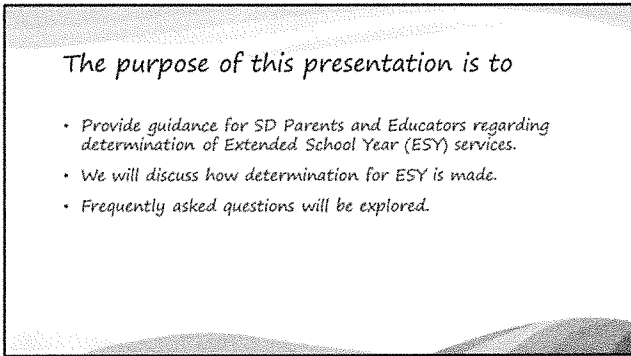 The purpose of this presentation is to
• Provide guidance for SD Parents and Educators regarding
determination of Extended School Year (ESY) services.
• We will discuss how determination for ESY is made.
• Frequently asked questions will be explored.